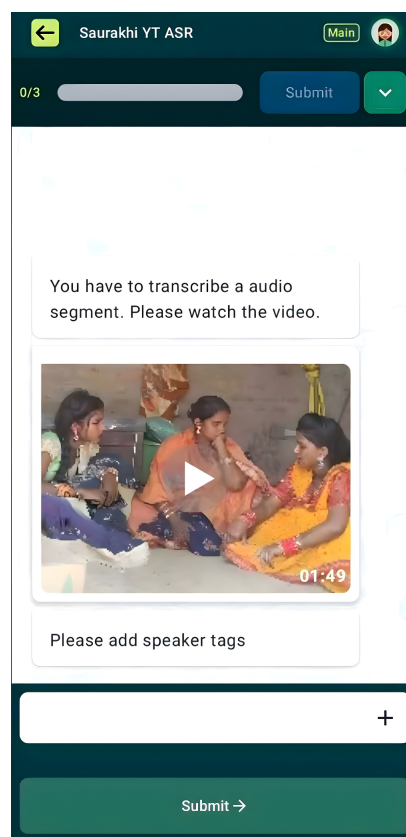 Saurakhi YT ASR
Main
0/3
Submit
You have to transcribe a audio
segment. Please watch the video.
01:49
Please add speaker tags
Submit